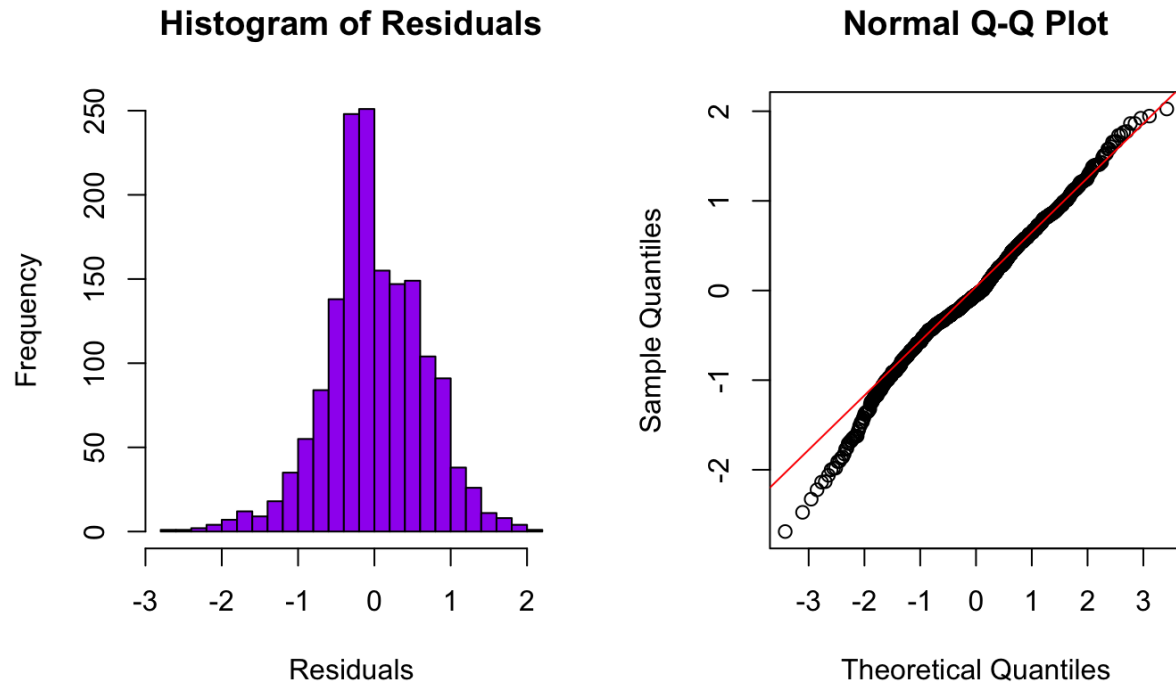 Histogram of Residuals
Frequency
250
200
150
100
50
0
-3 -2 -1 0 1 2
Residuals
Normal Q-Q Plot
Sample Quantiles
2
1
0
-1
-2
-3 -2 -1 0 1 2 3
Theoretical Quantiles